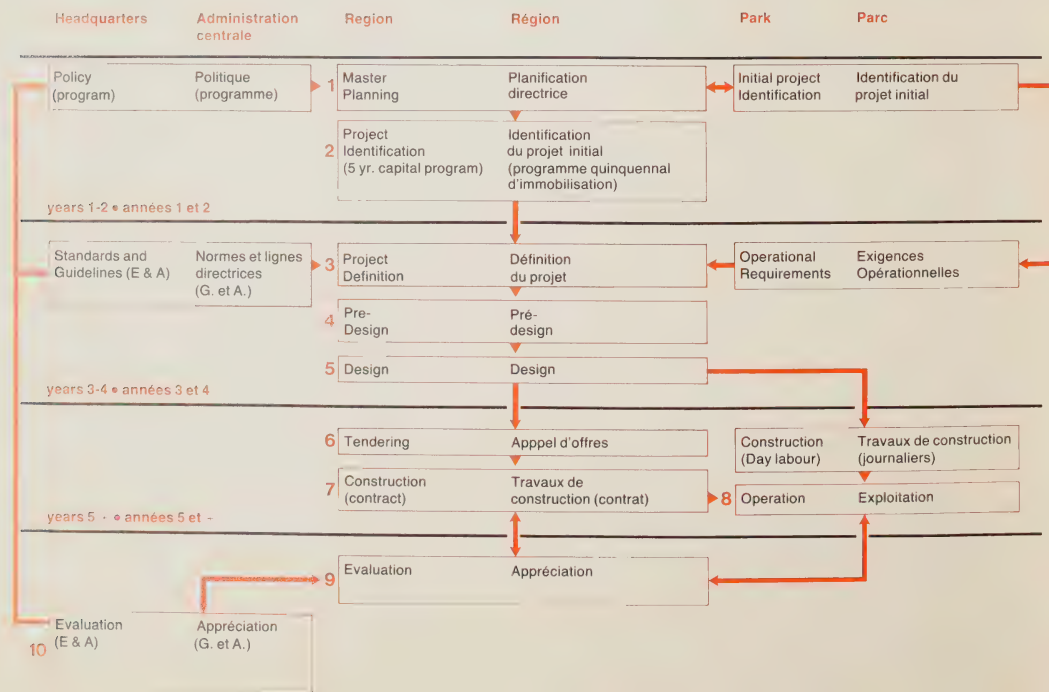 Headquarters
Administration
centrale
Region
Région
Park
Parc
Policy
(program)
Politique
(programme)
1
Master
Planning
Planification
directrice
Initial project
Identification
Identification du
projet initial
2
Project
Identification
(5 yr. capital program)
Identification
du projet initial
(programme quinquennal
d'immobilisation)
years 1-2 • années 1 et 2
Standards and
Guidelines (E & A)
Normes et lignes
directrices
(G. et A.)
3
Project
Definition
Définition
du projet
Operational
Requirements
Exigences
Opérationnelles
4
Pre-
Design
Pré-
design
5
Design
Design
years 3-4 • années 3 et 4
6
Tendering
Apppel d'offres
Construction
(Day labour)
Travaux de construction
(journaliers)
7
Construction
(contract)
Travaux de
construction (contrat)
8
Operation
Exploitation
years 5 - • années 5 et -
9
Evaluation
Appréciation
10
Evaluation
(E & A)
Appréciation
(G. et A.)